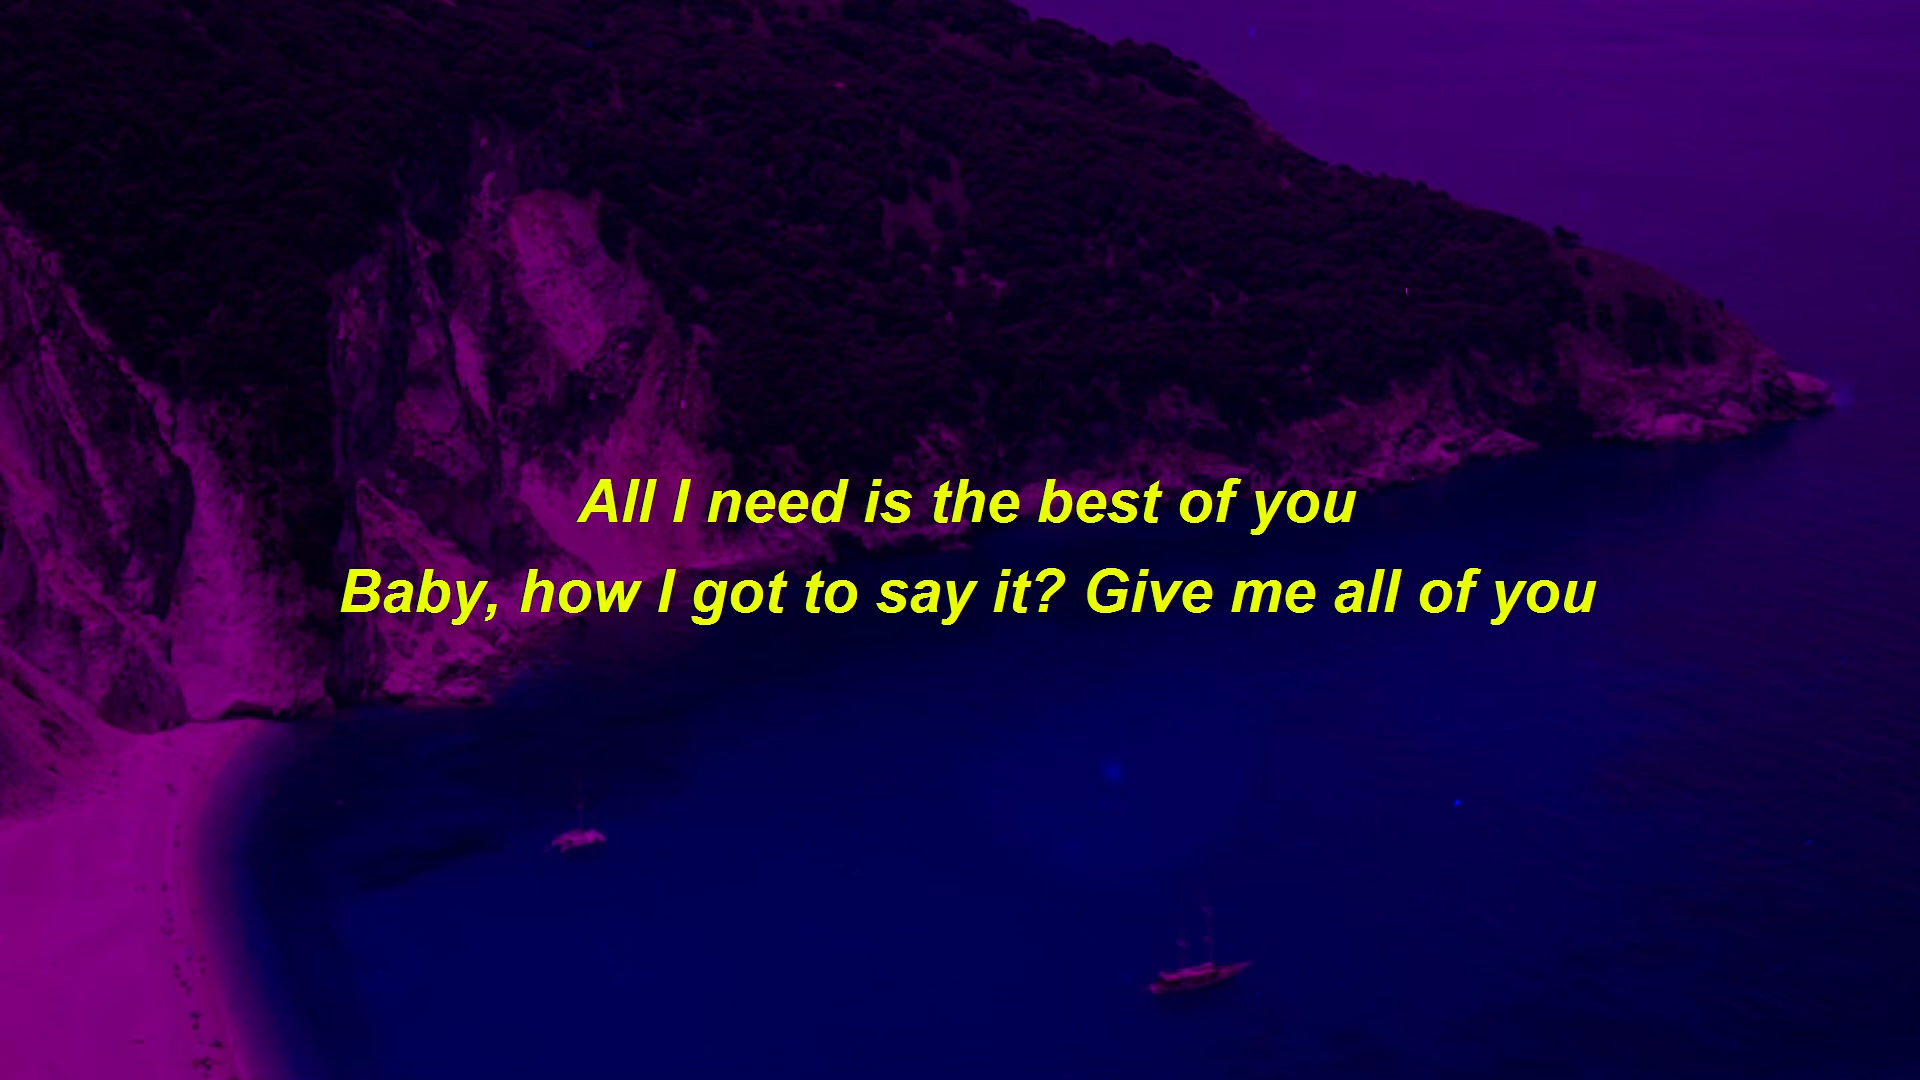 All I need is the best of you
Baby, how I got to say it? Give me all of you